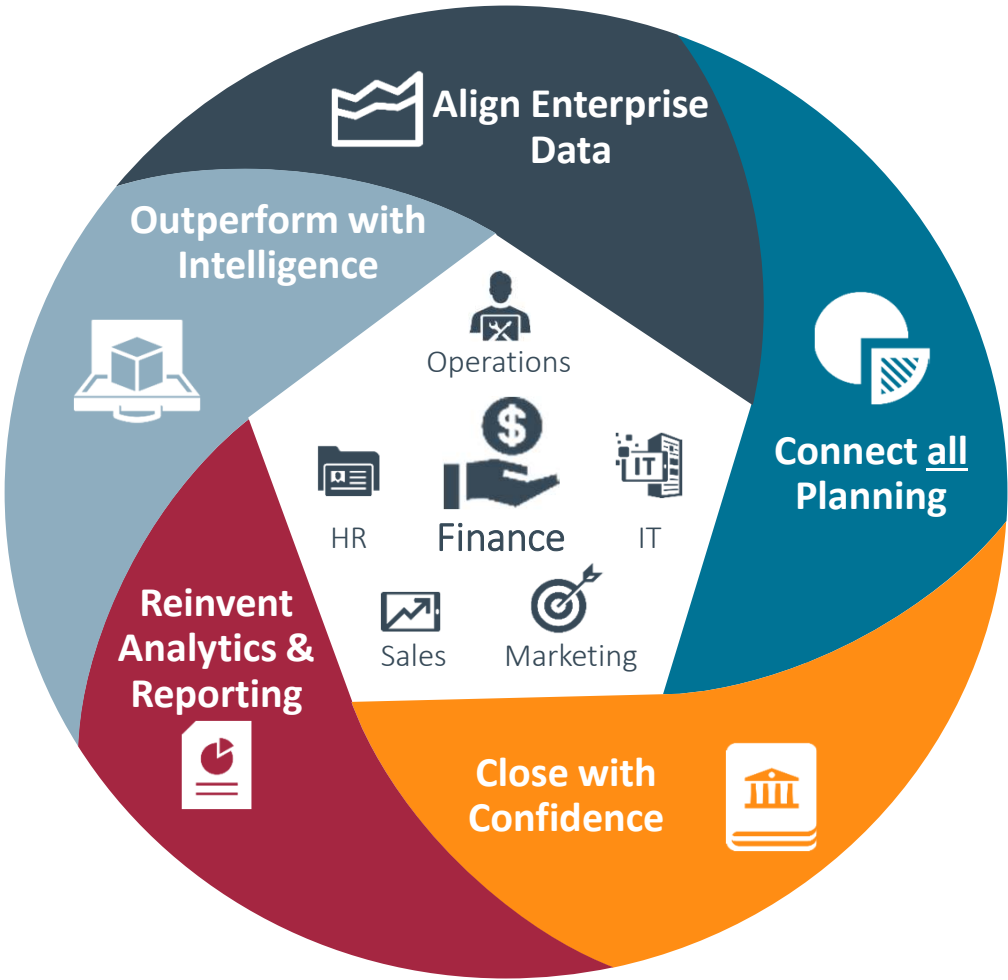 Align Enterprise
Data
Outperform with
Intelligence
Operations
Connect all
Planning
IT
HR
Finance
IT
Reinvent
Analytics &
Reporting
Sales
Marketing
Close with
Confidence